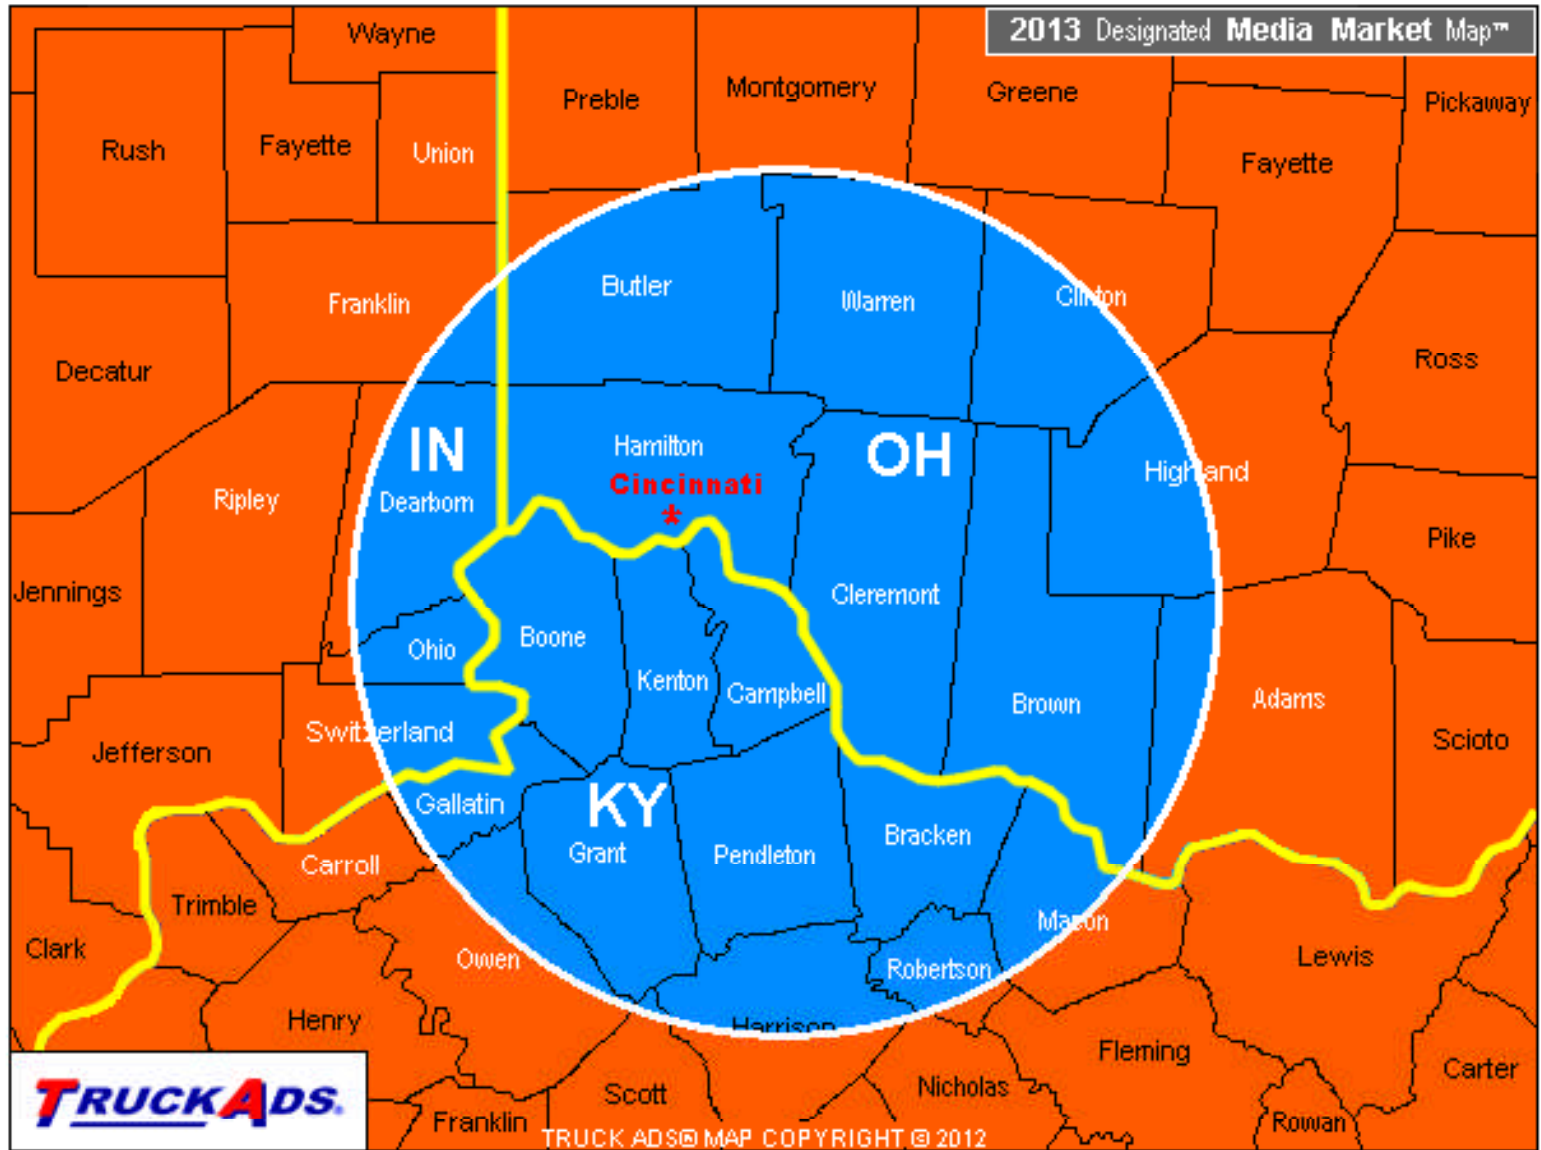 2013 Designated Media Market Map™
Wayne
Preble
Montgomery
Greene
Pickaway
Rush
Fayette
Union
Fayette
Franklin
Butler
Warren
Clinton
Decatur
Ross
IN
Hamilton
OH
Cincinnati
*
Highland
Ripley
Dearborn
Pike
Jennings
Cleremont
Ohio
Boone
Kenton
Campbell
Brown
Adams
Switzerland
Jefferson
Scioto
Gallatin
KY
Grant
Pendleton
Bracken
Carroll
Trimble
Mason
Clark
Owen
Robertson
Lewis
Henry
Harrison
Fleming
Carter
TRUCKADS.
Scott
Nicholas
Franklin
Rowan
TRUCK ADS® MAP COPYRIGHT © 2012